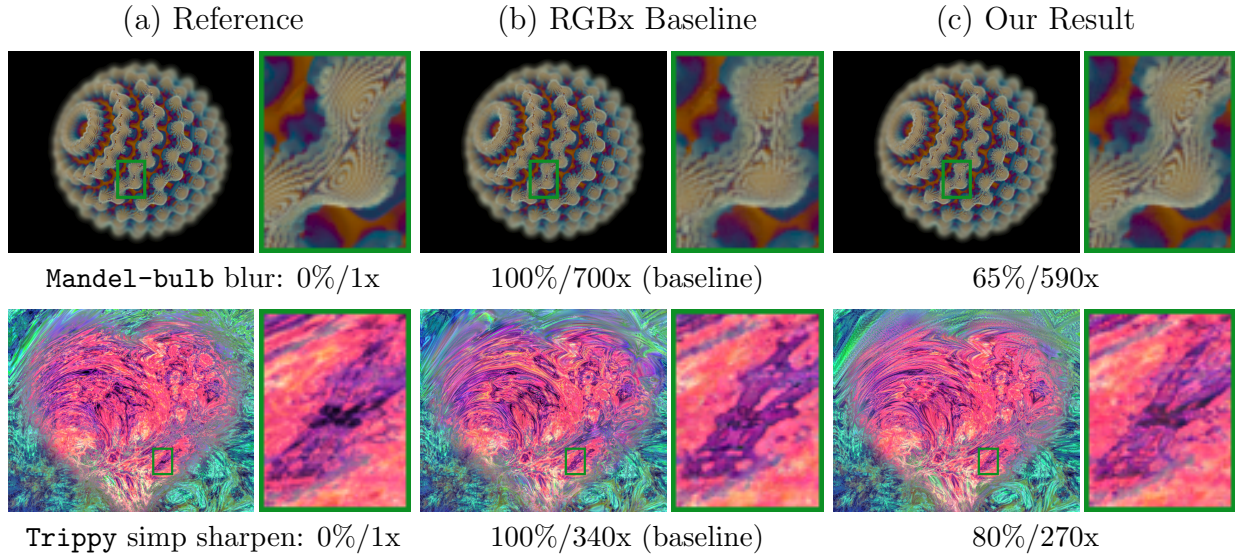 (a) Reference (b) RGBx Baseline (c) Our Result
Mandel-bulb blur: 0%/1x 100%/700x (baseline) 65%/590x
Trippy simp sharpen: 0%/1x 100%/340x (baseline) 80%/270x